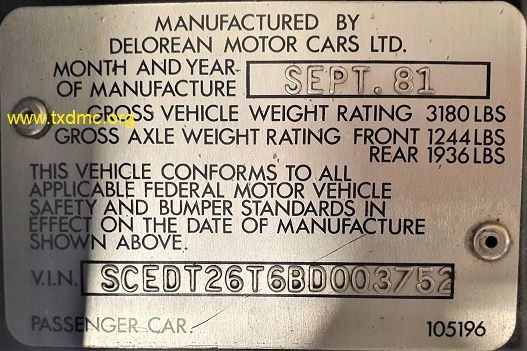 MANUFACTURED BY
DELOREAN MOTOR CARS LTD.
MONTH AND YEAR
OF MANUFACTURE SEPT. 81
www.txdmc.org
GROSS VEHICLE WEIGHT RATING 3180 LBS
GROSS AXLE WEIGHT RATING FRONT 1244 LBS
REAR 1936 LBS
THIS VEHICLE CONFORMS TO ALL
APPLICABLE FEDERAL MOTOR VEHICLE
SAFETY AND BUMPER STANDARDS IN
EFFECT ON THE DATE OF MANUFACTURE
SHOWN ABOVE.
V.I.N. SCEDT26T6BD003752
PASSENGER CAR. 105196